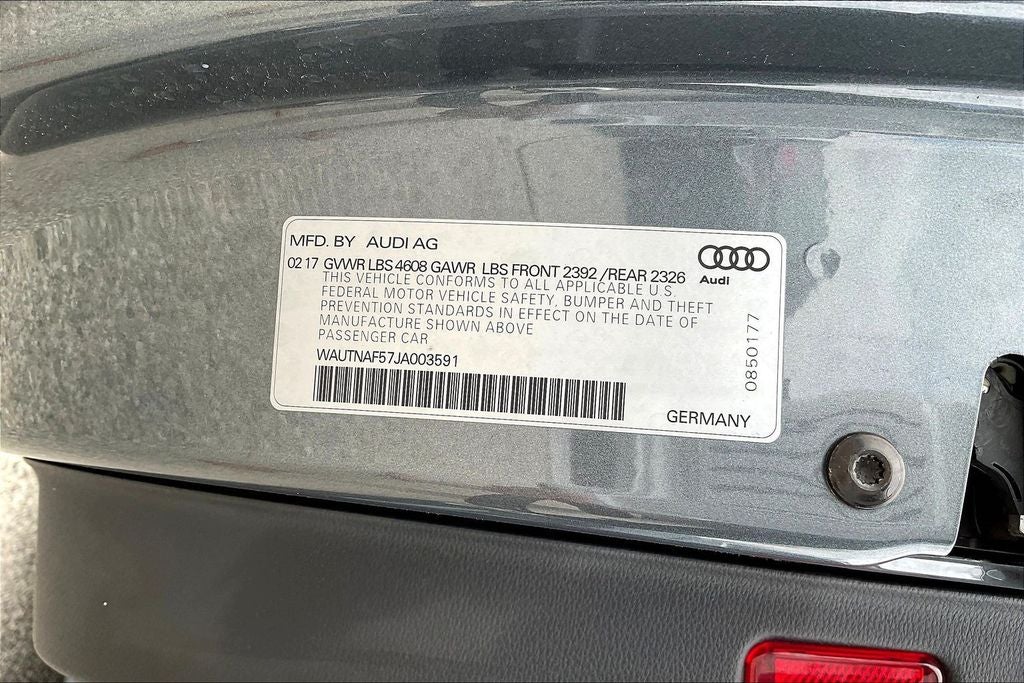 MFD. BY AUDI AG
02 17 GVWR LBS 4608 GAWR LBS FRONT 2392 /REAR 2326
THIS VEHICLE CONFORMS TO ALL APPLICABLE U.S.
FEDERAL MOTOR VEHICLE SAFETY, BUMPER AND THEFT
PREVENTION STANDARDS IN EFFECT ON THE DATE OF
MANUFACTURE SHOWN ABOVE
PASSENGER CAR
WAUTNAF57JA003591
GERMANY
Audi
0850177